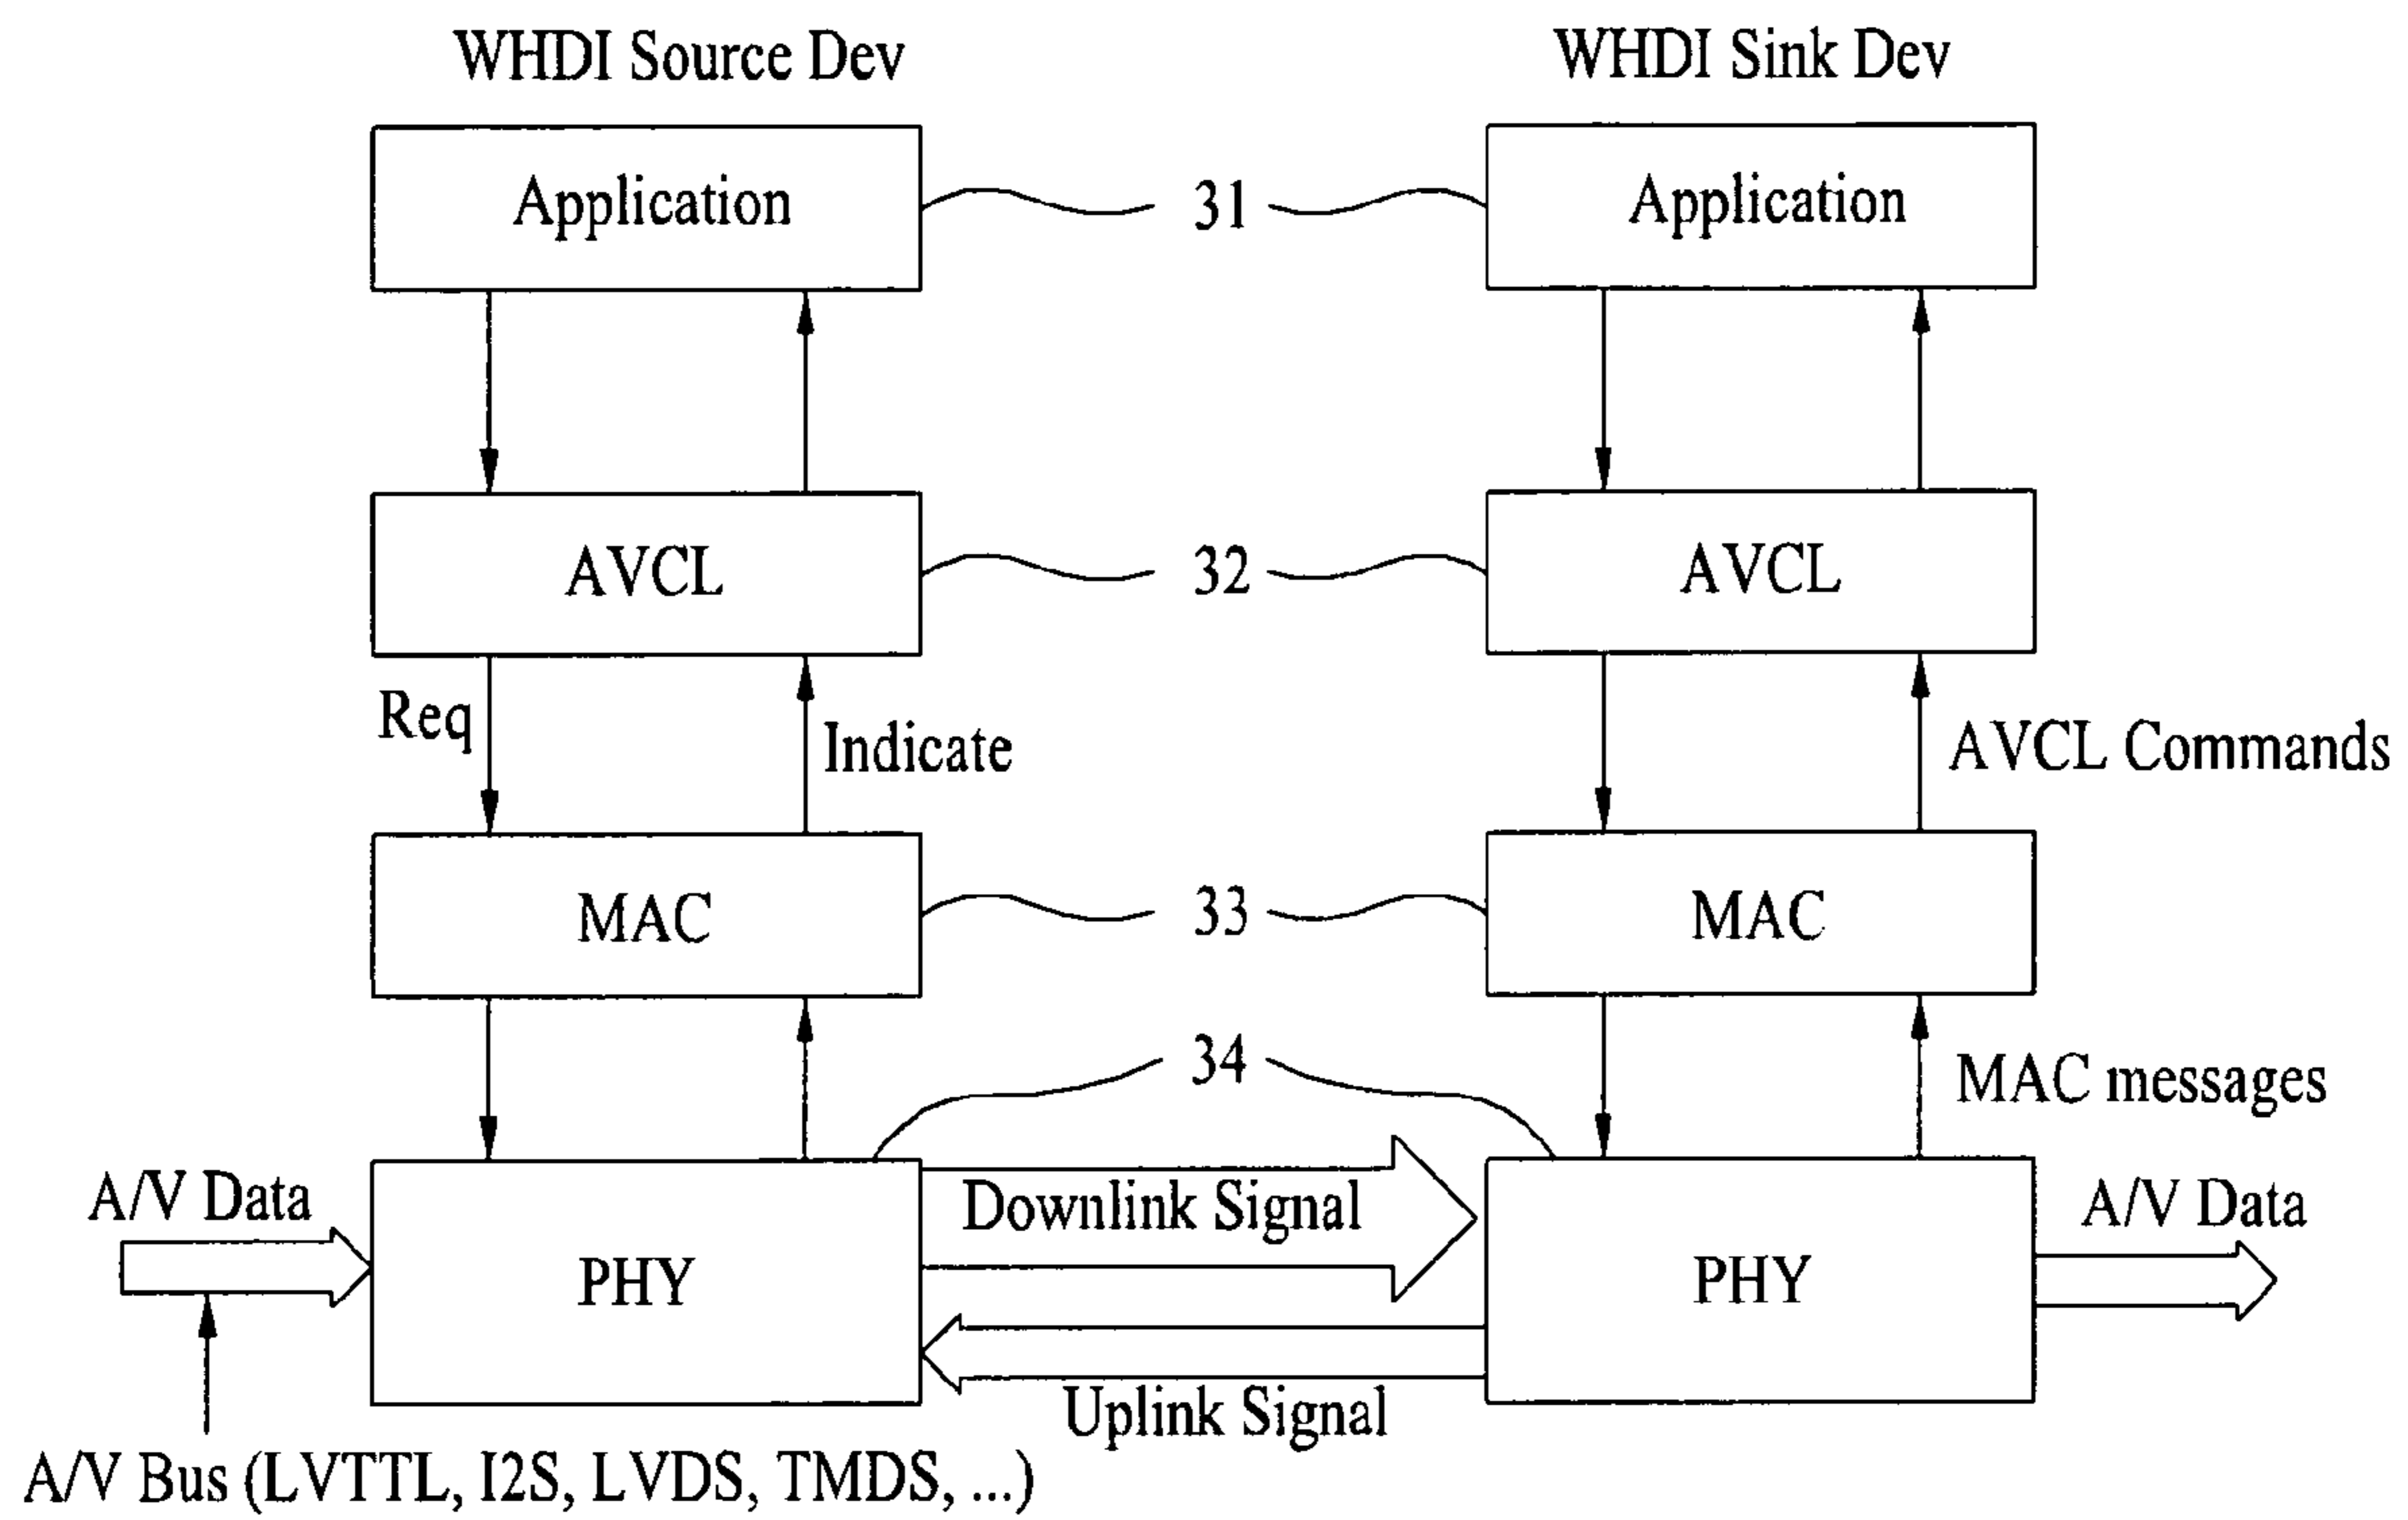 WHDI Source Dev
WHDI Sink Dev
Application
31
Application
AVCL
32
AVCL
Req
Indicate
AVCL Commands
MAC
33
MAC
34
MAC messages
A/V Data
Downlink Signal
A/V Data
PHY
PHY
Uplink Signal
A/V Bus (LVTTL, I2S, LVDS, TMDS, ...)